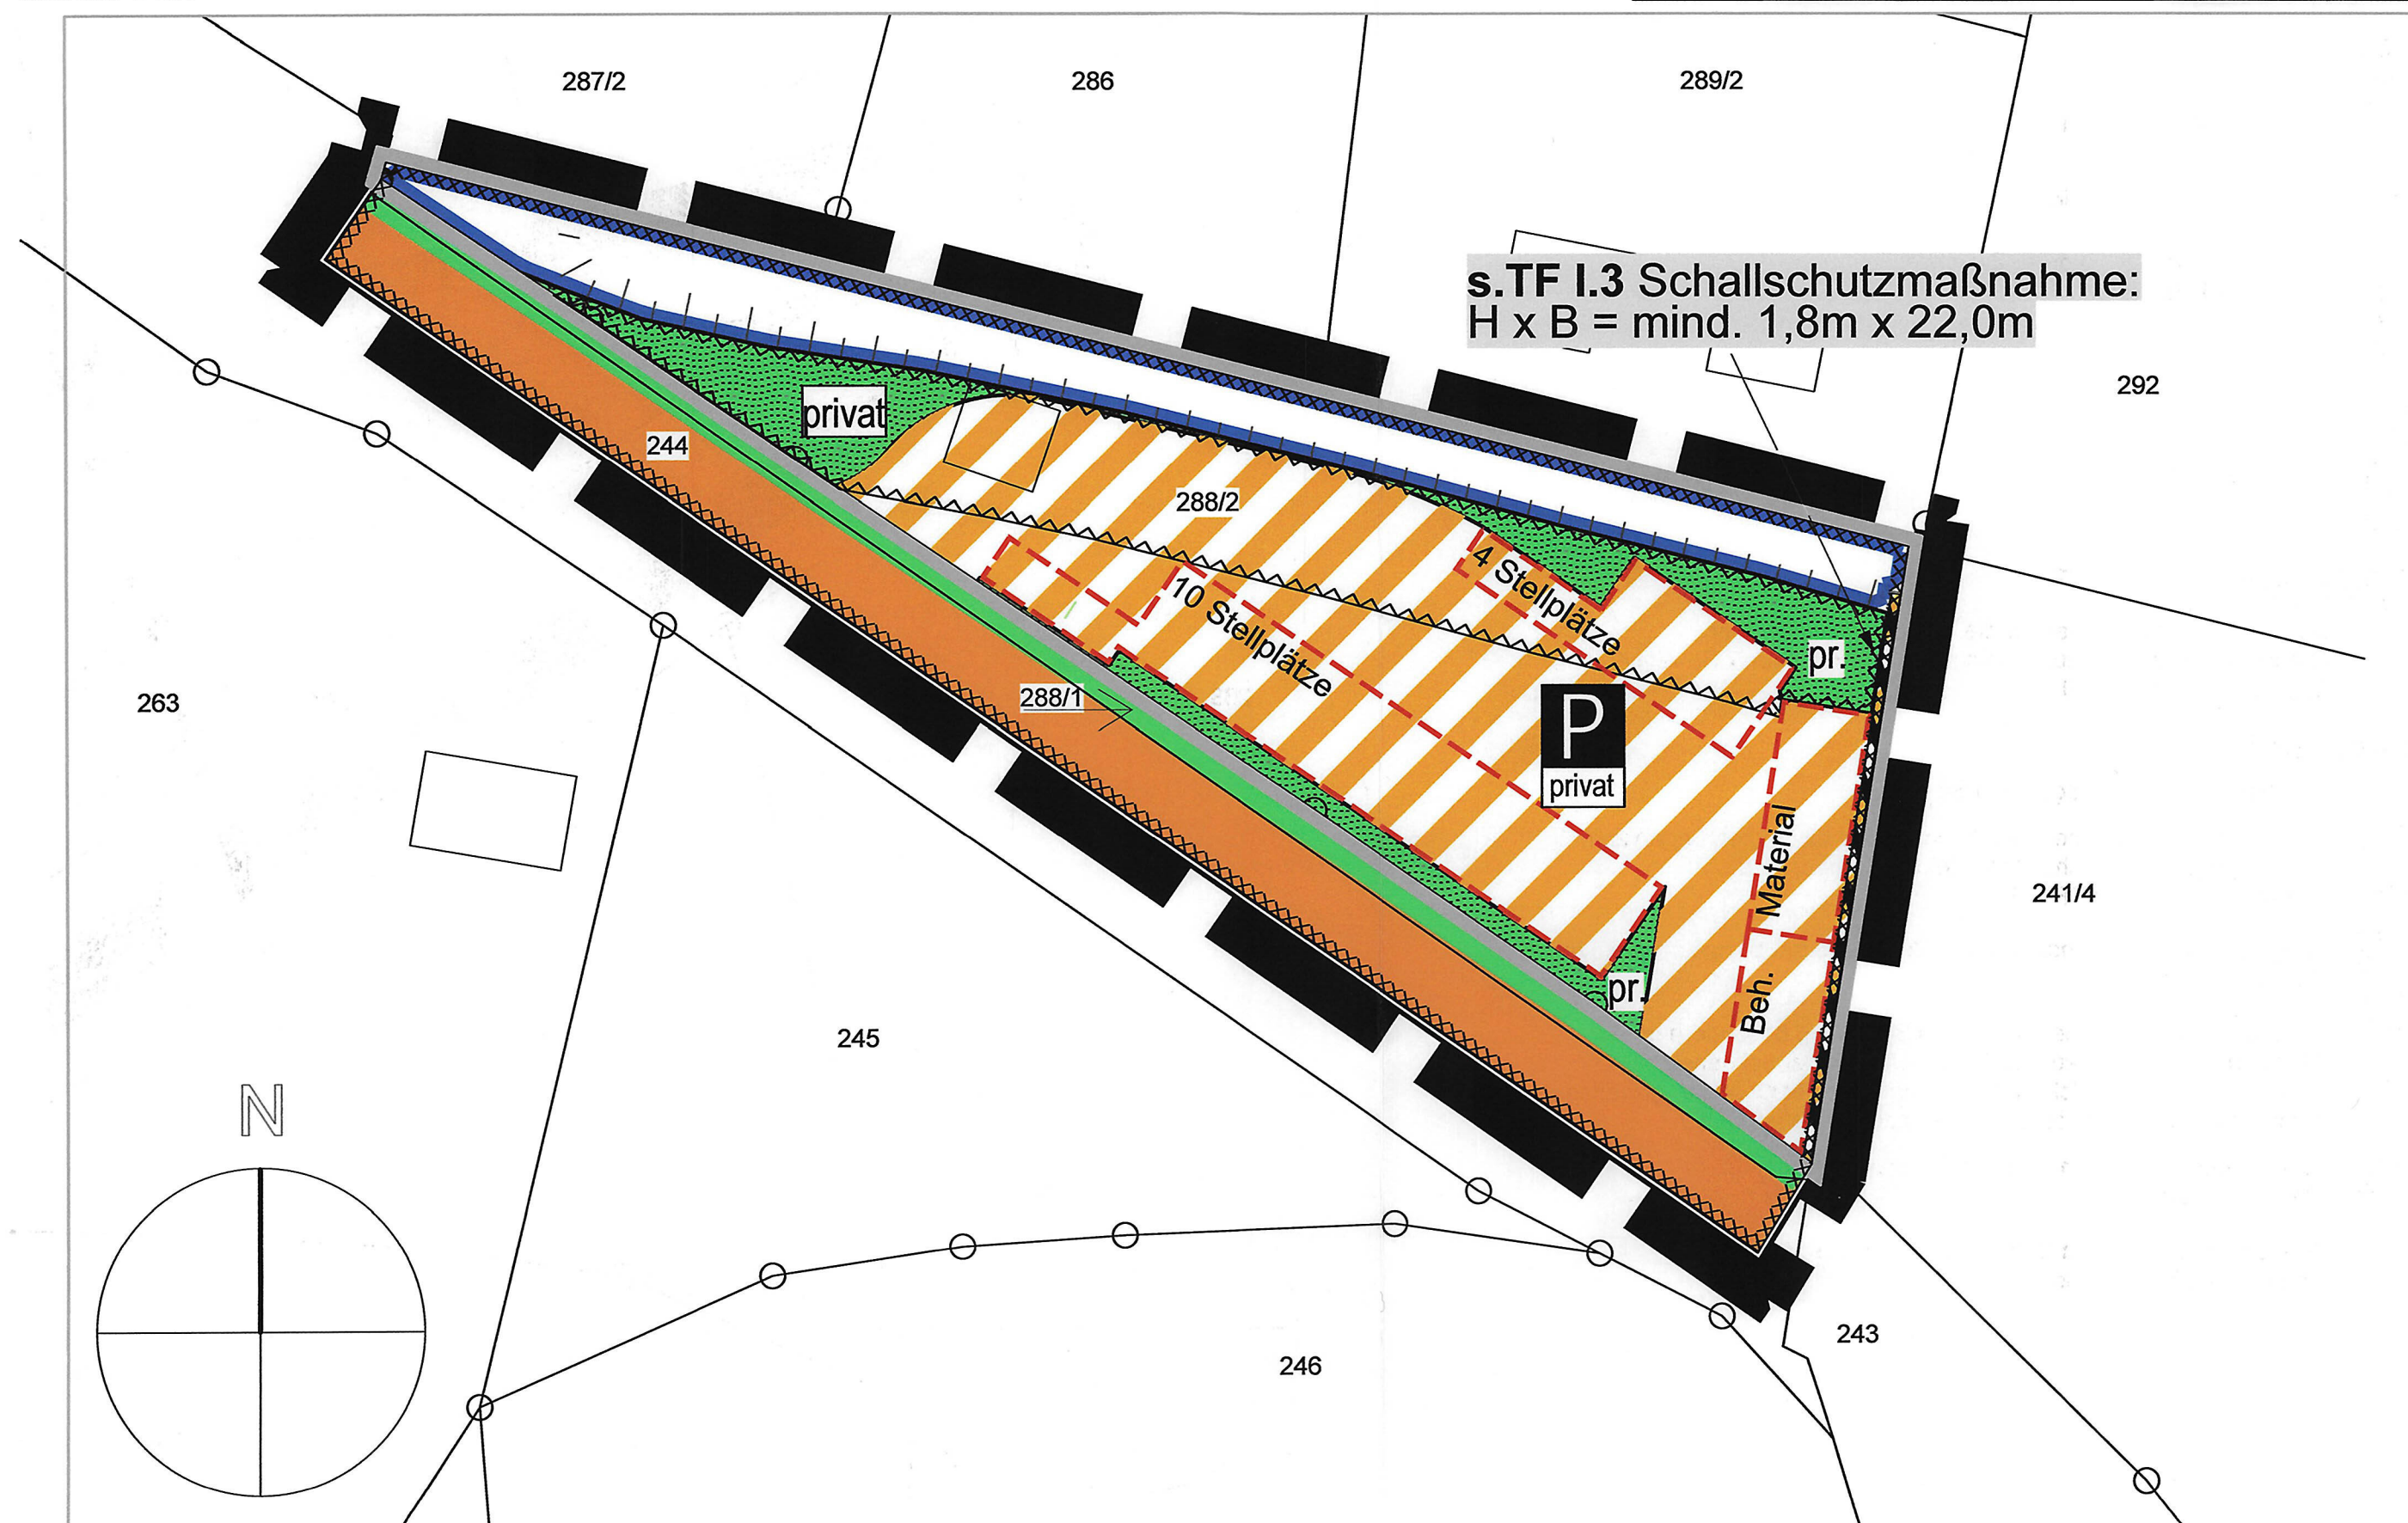 287/2
286
289/2
s.TF I.3 Schallschutzmaßnahme:
H x B = mind. 1,8m x 22,0m
292
privat
244
288/2
4 Stellplätze
10 Stellplätze
pr.
288/1
P
privat
263
Material
241/4
Beh.
pr.
245
N
243
246